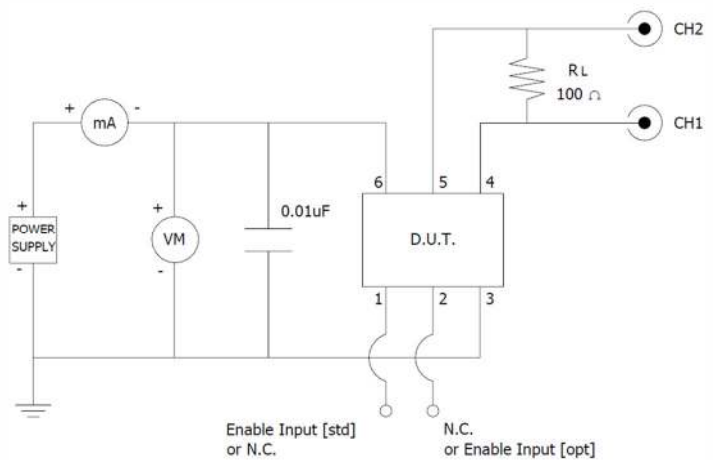 CH2
RL
100 Ω
+ mA -
CH1
6 5 4
+
POWER
SUPPLY
-
+
VM
-
0.01uF
D.U.T.
1 2 3
Enable Input [std]
or N.C.
N.C.
or Enable Input [opt]